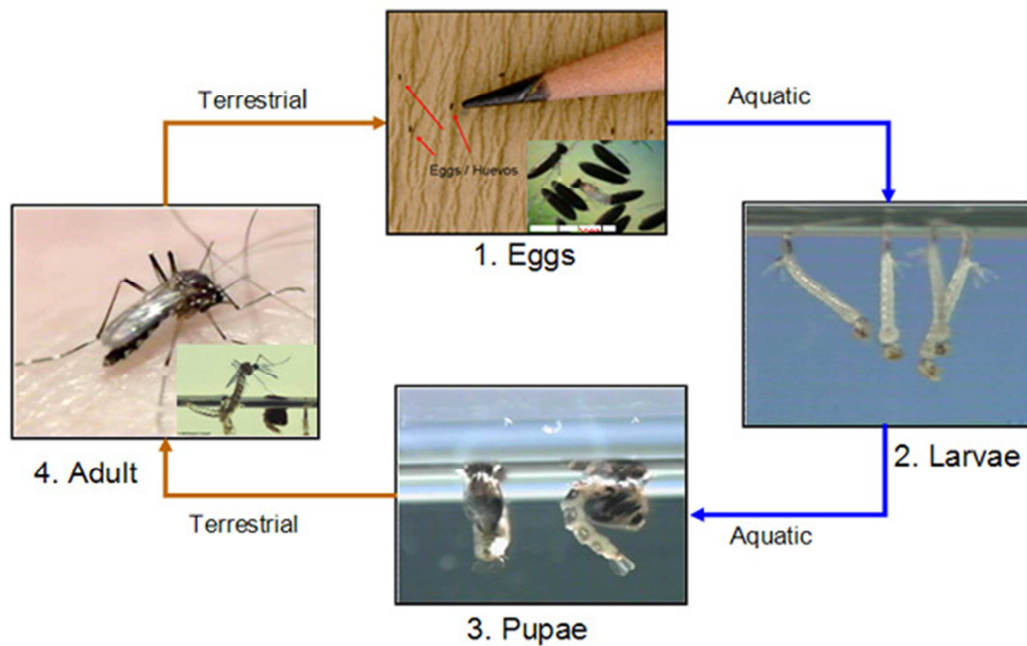 Terrestrial
Aquatic
Eggs / Huevos
1. Eggs
2. Larvae
4. Adult
Terrestrial
Aquatic
3. Pupae